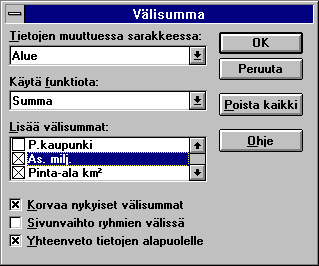 Välisumma
Tietojen muuttuessa sarakkeessa:
Alue
OK
Peruuta
Käytä funktiota:
Summa
Poista kaikki
Lisää välisummat:
P.kaupunki
As. milj.
Pinta-ala km²
Ohje
Korvaa nykyiset välisummat
Sivunvaihto ryhmien välissä
Yhteenveto tietojen alapuolelle